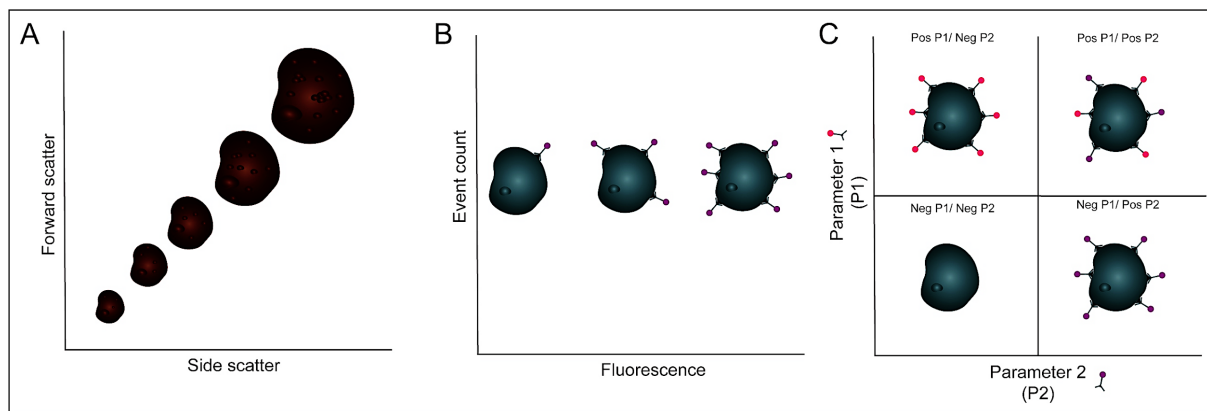 A
Forward scatter
Side scatter
B
Event count
Fluorescence
C
Pos P1/ Neg P2
Pos P1/ Pos P2
Neg P1/ Neg P2
Neg P1/ Pos P2
Parameter 1
(P1)
Parameter 2
(P2)